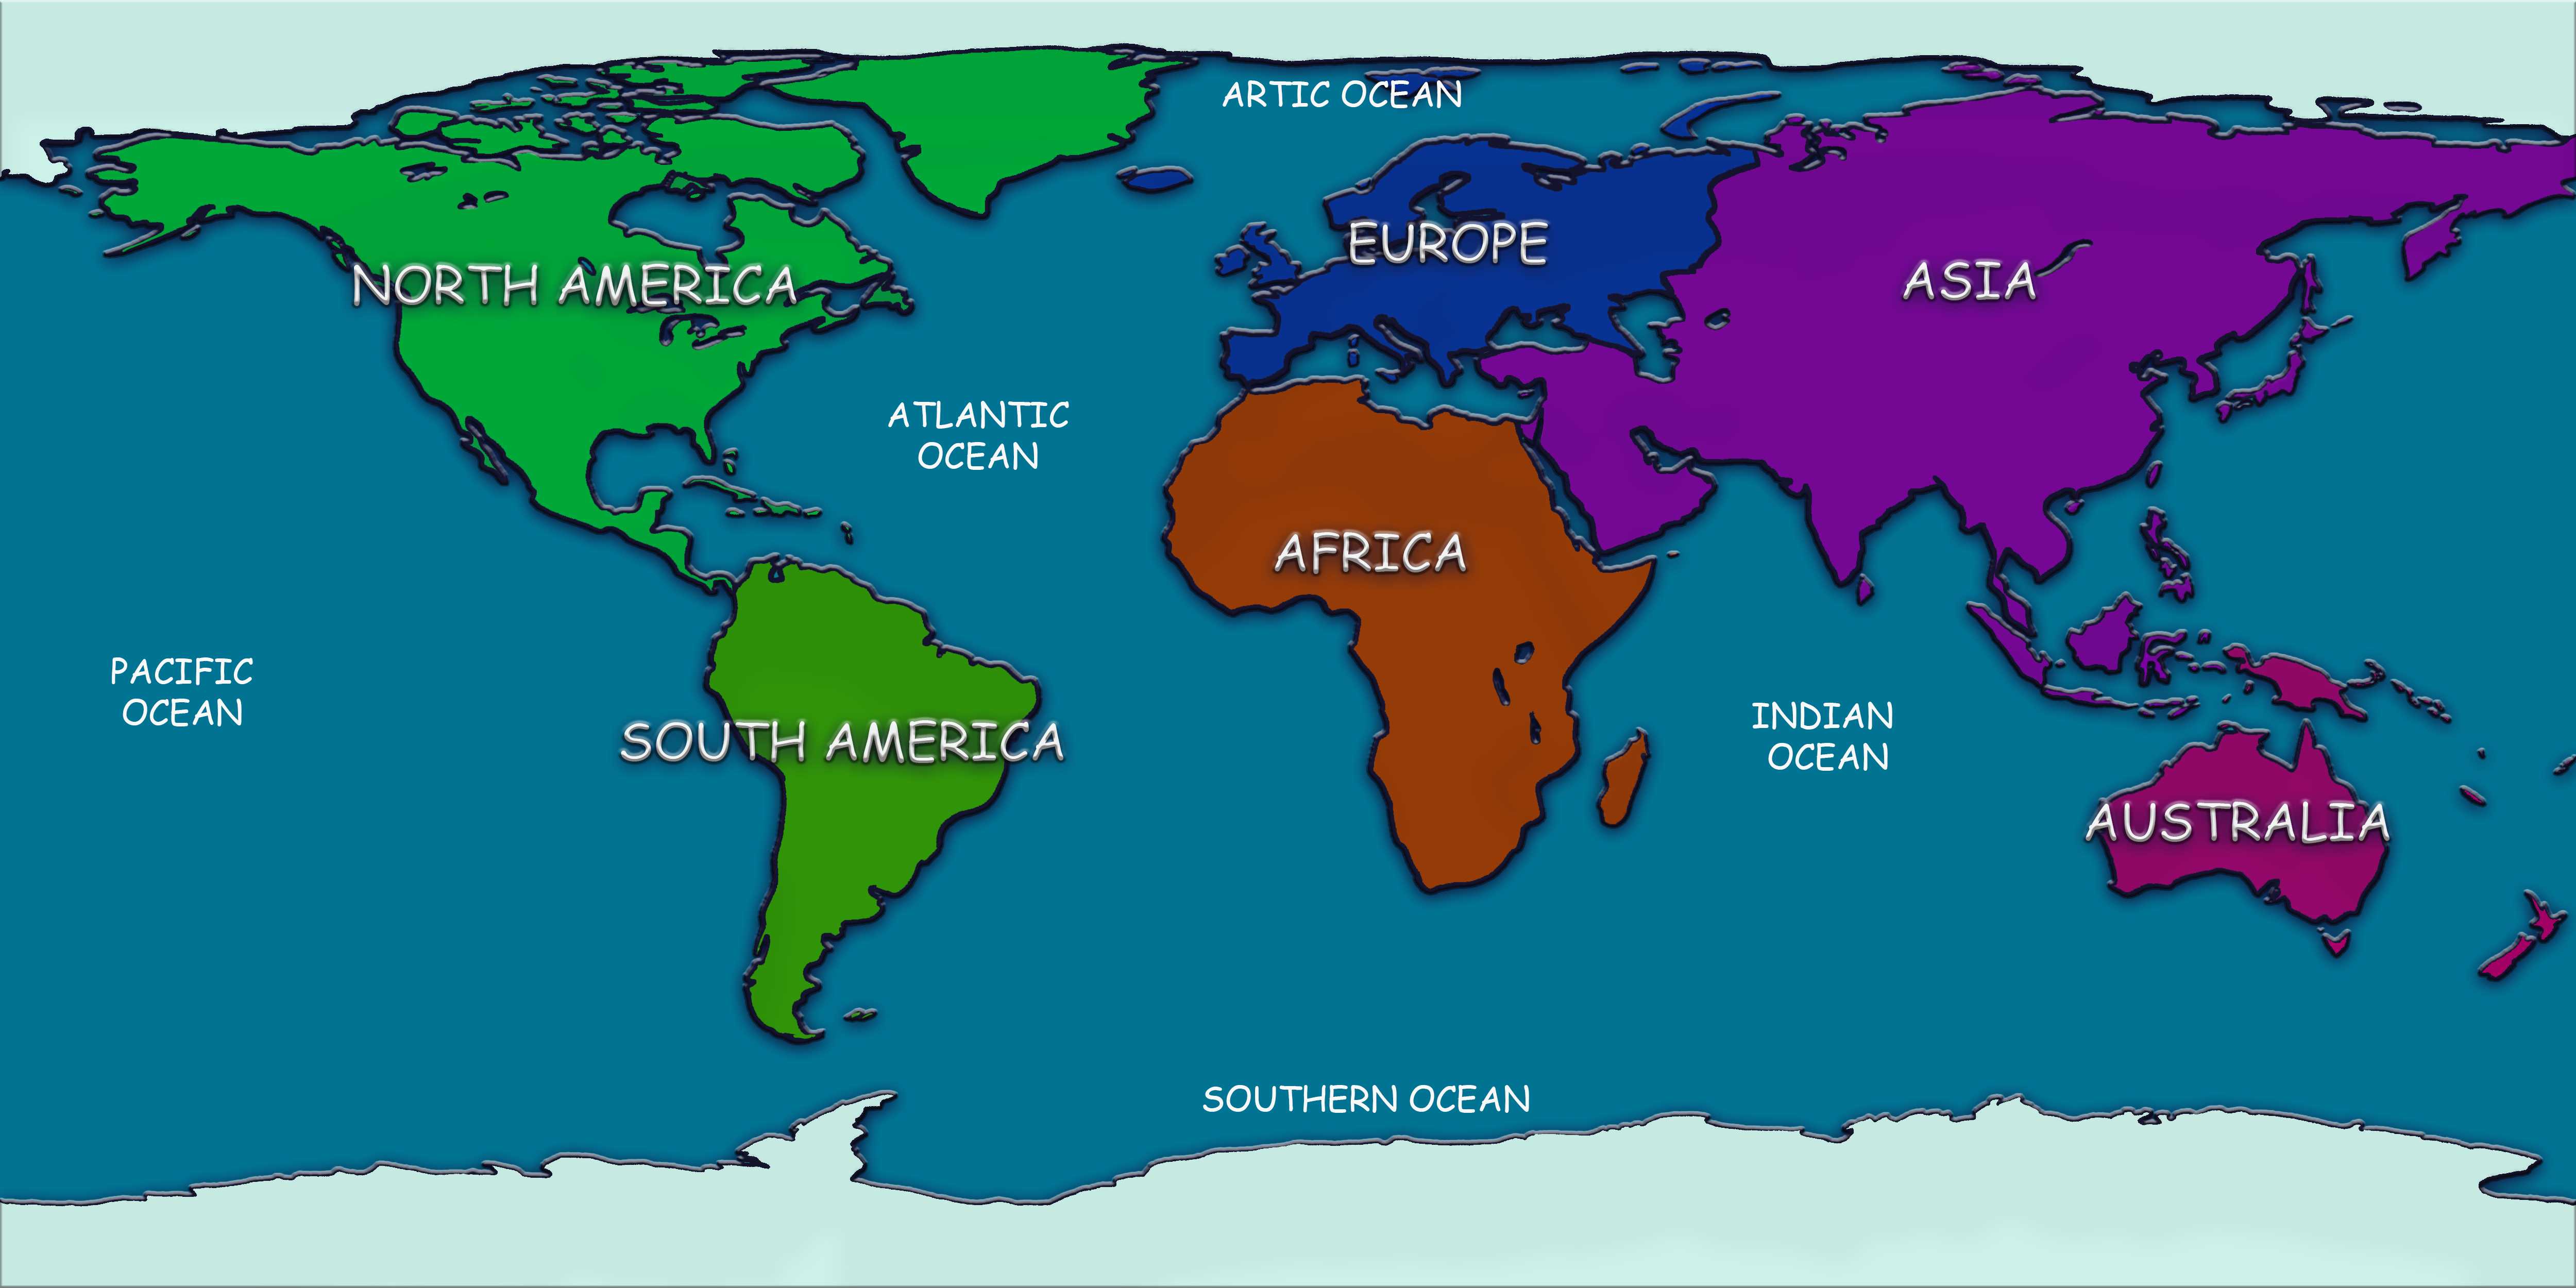 ARTIC OCEAN
EUROPE
NORTH AMERICA
ASIA
ATLANTIC
OCEAN
AFRICA
PACIFIC
OCEAN
SOUTH AMERICA
INDIAN
OCEAN
AUSTRALIA
SOUTHERN OCEAN